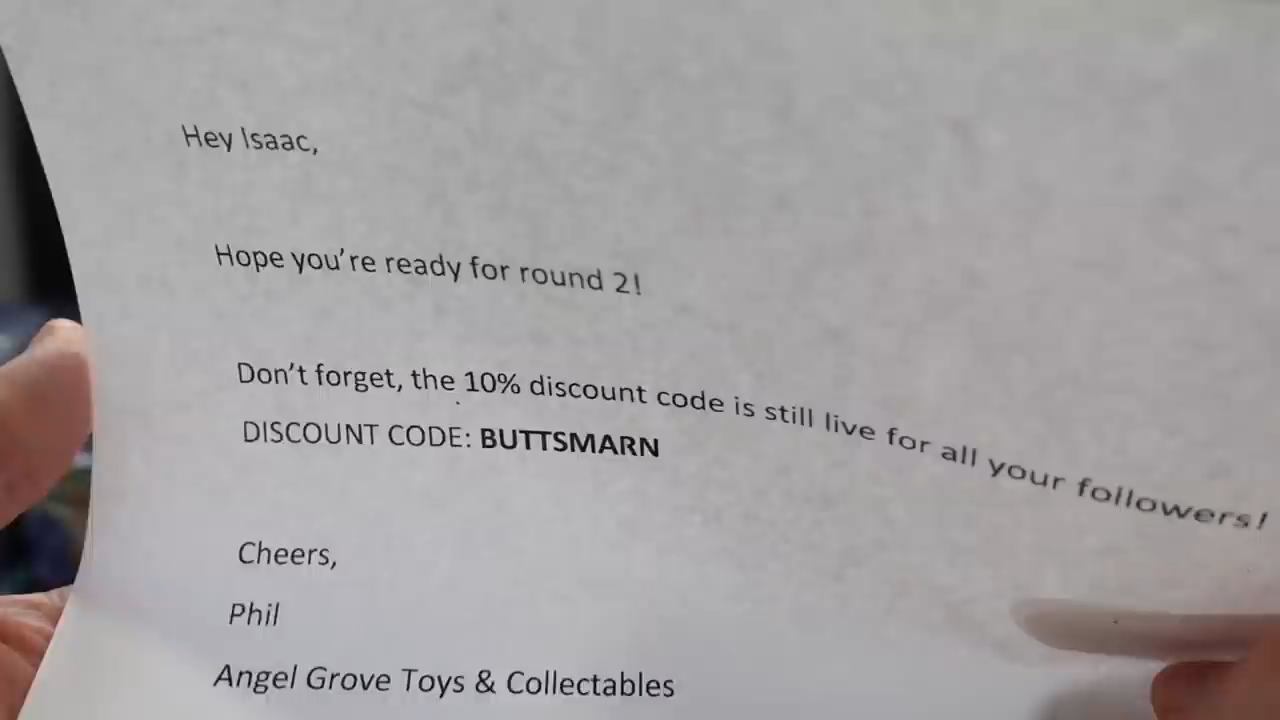 Hey Isaac,
Hope you're ready for round 2!
Don't forget, the 10% discount code is still live for all your followers!
DISCOUNT CODE: BUTTSMARN
Cheers,
Phil
Angel Grove Toys & Collectables